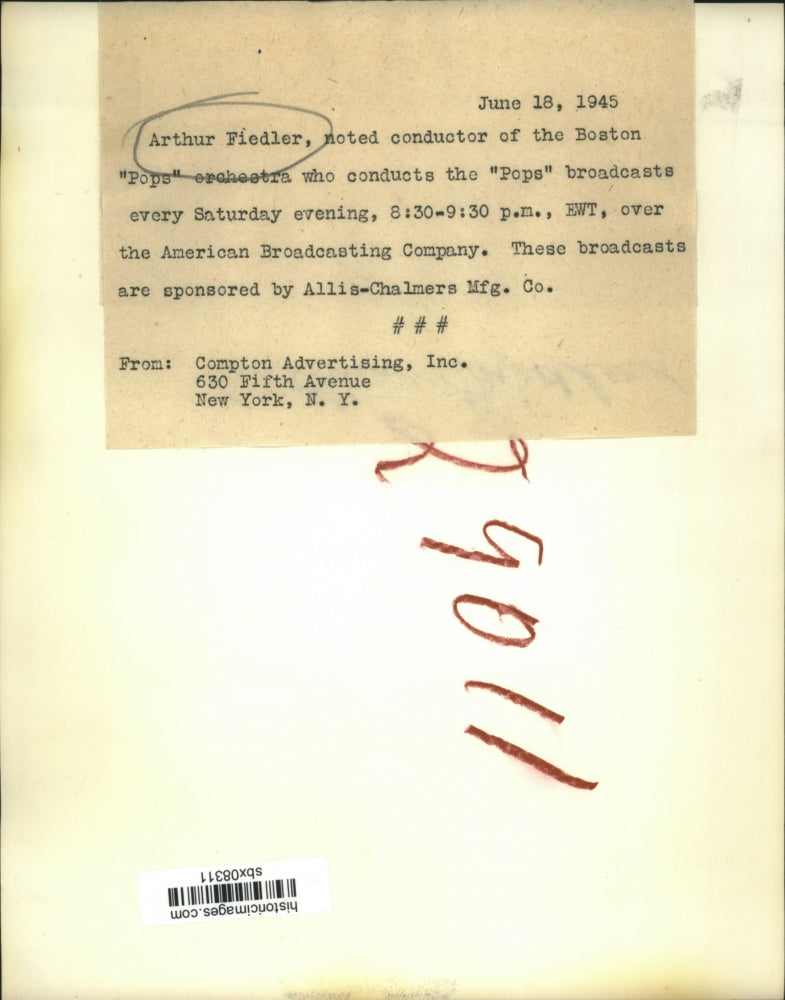 June 18, 1945
Arthur Fiedler, noted conductor of the Boston
"Pops" orchestra who conducts the "Pops" broadcasts
every Saturday evening, 8:30-9:30 p.m., EWT, over
the American Broadcasting Company. These broadcasts
are sponsored by Allis-Chalmers Mfg. Co.
# # #
From: Compton Advertising, Inc.
630 Fifth Avenue
New York, N. Y.
historicimages.com
sbx08311